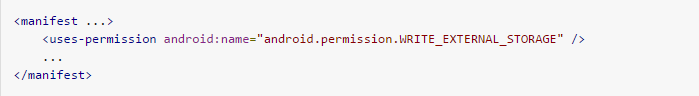 <manifest ...>
    <uses-permission android:name="android.permission.WRITE_EXTERNAL_STORAGE" />
    ...
</manifest>